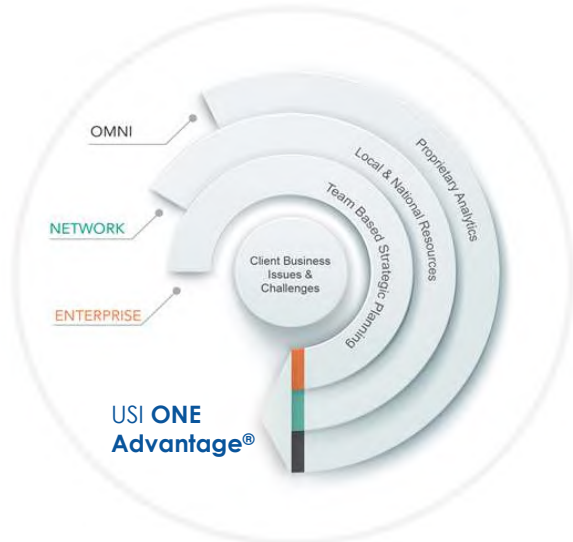 OMNI
NETWORK
ENTERPRISE
Proprietary Analytics
Local & National Resources
Team Based Strategic Planning
Client Business
Issues &
Challenges
USI ONE
Advantage®